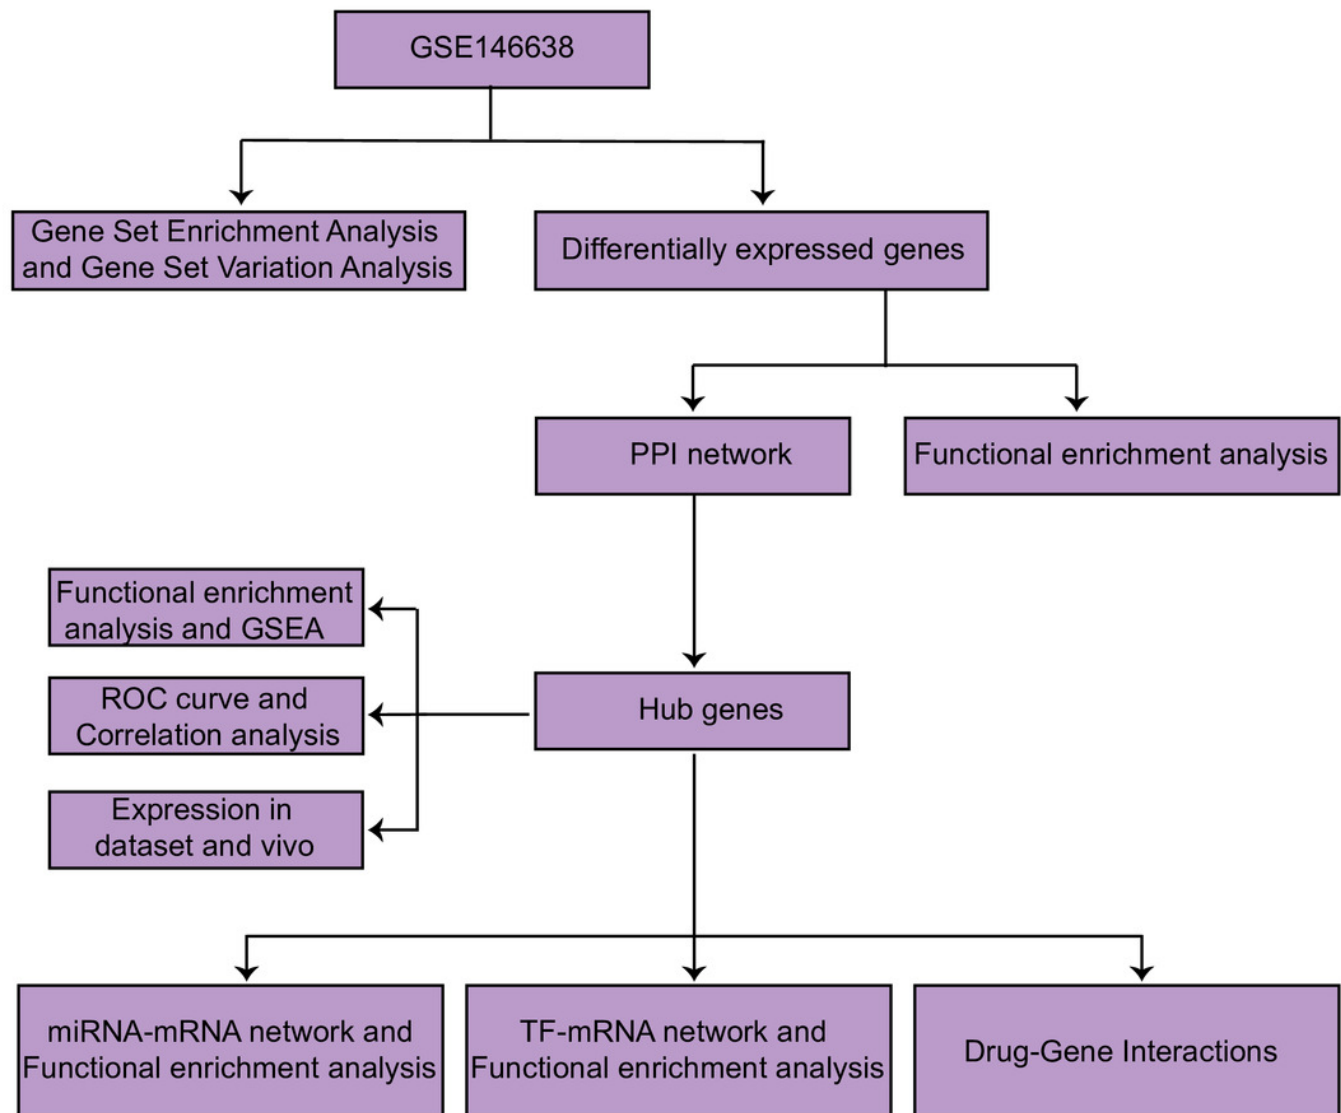 GSE146638
Gene Set Enrichment Analysis
and Gene Set Variation Analysis
Differentially expressed genes
PPI network
Functional enrichment analysis
Functional enrichment
analysis and GSEA
ROC curve and
Correlation analysis
Hub genes
Expression in
dataset and vivo
miRNA-mRNA network and
Functional enrichment analysis
TF-mRNA network and
Functional enrichment analysis
Drug-Gene Interactions